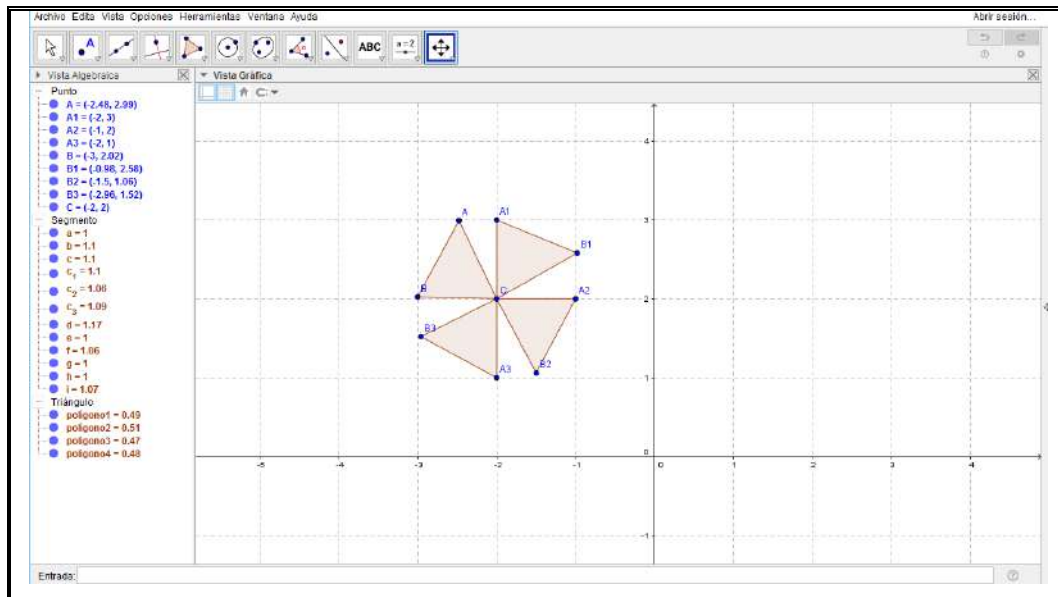 Archivo Edita Vista Opciones Herramientas Ventana Ayuda Abrir sesión...
A ABC a=2
Vista Algebraica
Vista Gráfica
Punto
A = (-2.48, 2.99)
A1 = (-2, 3)
A2 = (-1, 2)
A3 = (-2, 1)
B = (-3, 2.02)
B1 = (-0.98, 2.58)
B2 = (-1.5, 1.06)
B3 = (-2.96, 1.52)
C = (-2, 2)
Segmento
a = 1
b = 1.1
c = 1.1
c₁ = 1.1
c₂ = 1.06
c₃ = 1.09
d = 1.17
e = 1
f = 1.06
g = 1
h = 1
i = 1.07
Triángulo
polígono1 = 0.49
polígono2 = 0.51
polígono3 = 0.47
polígono4 = 0.48
4
A A1
3
B1
B C A2
2
B3
A3 B2
1
0
-5 -4 -3 -2 -1 0 1 2 3 4
-1
Entrada: